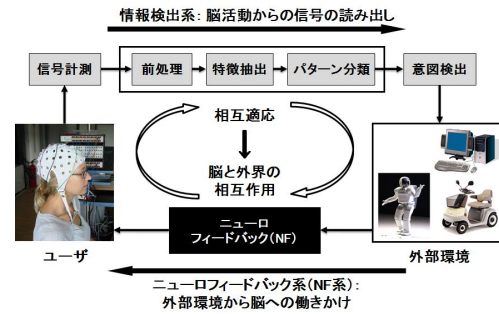 情報検出系: 脳活動からの信号の読み出し
信号計測
前処理
特徴抽出
パターン分類
意図検出
相互適応
脳と外界の
相互作用
ニューロ
フィードバック(NF)
ユーザ
外部環境
ニューロフィードバック系(NF系):
外部環境から脳への働きかけ